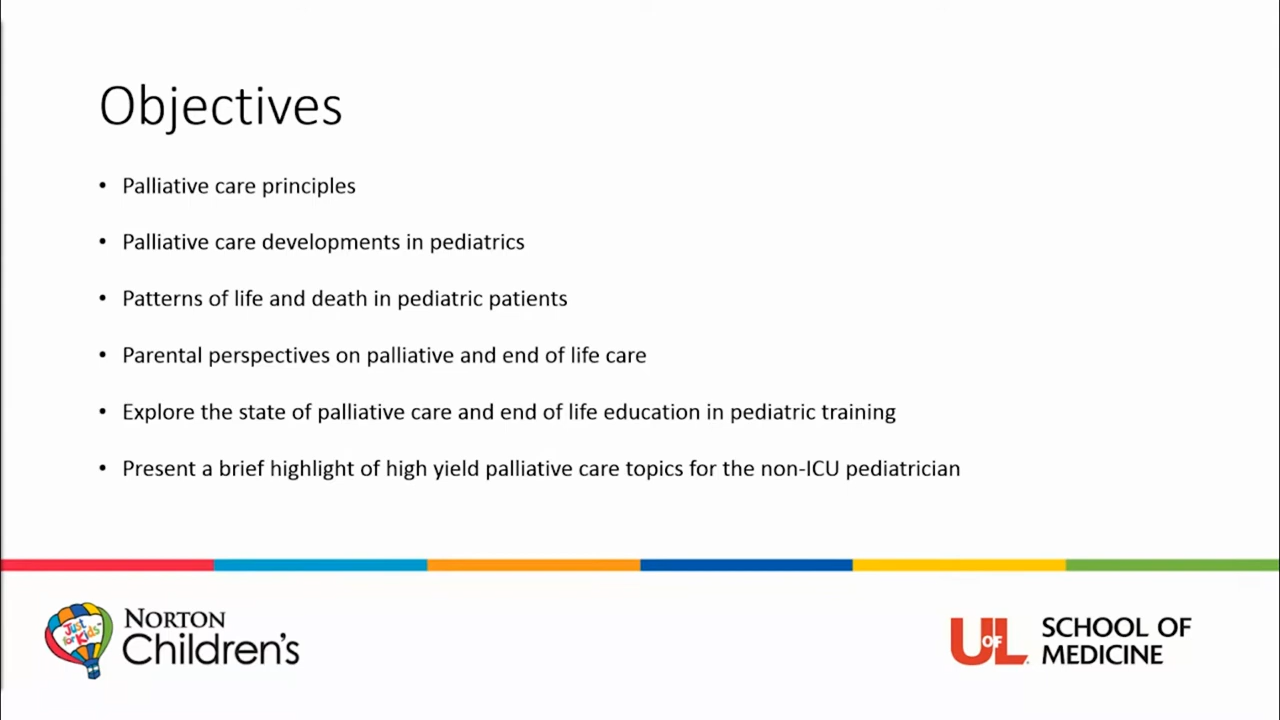 Objectives
• Palliative care principles
• Palliative care developments in pediatrics
• Patterns of life and death in pediatric patients
• Parental perspectives on palliative and end of life care
• Explore the state of palliative care and end of life education in pediatric training
• Present a brief highlight of high yield palliative care topics for the non-ICU pediatrician
Just
for Kids
NORTON
Children's
UOFL
SCHOOL OF
MEDICINE